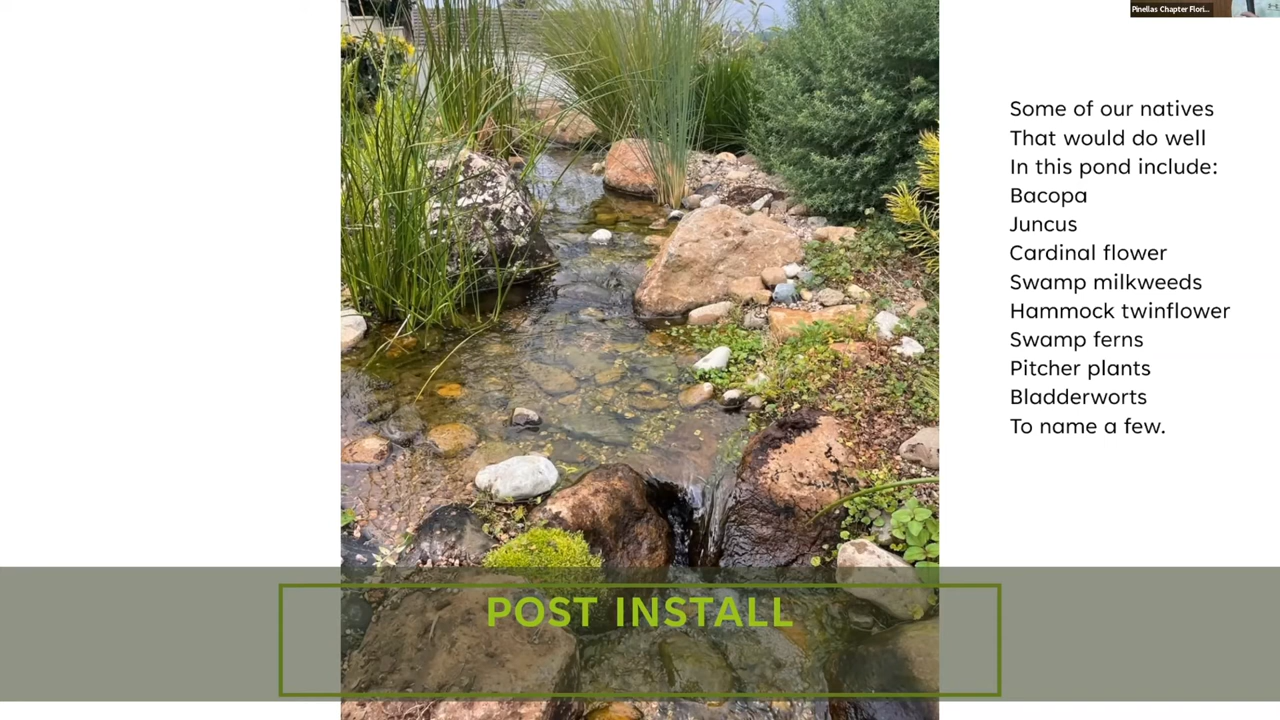 Pinellas Chapter Flori...
Some of our natives
That would do well
In this pond include:
Bacopa
Juncus
Cardinal flower
Swamp milkweeds
Hammock twinflower
Swamp ferns
Pitcher plants
Bladderworts
To name a few.
POST INSTALL